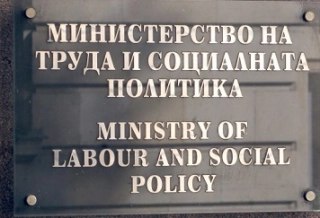 МИНИСТЕРСТВО НА
ТРУДА И СОЦИАЛНАТА
ПОЛИТИКА
MINISTRY OF
LABOUR AND SOCIAL
POLICY